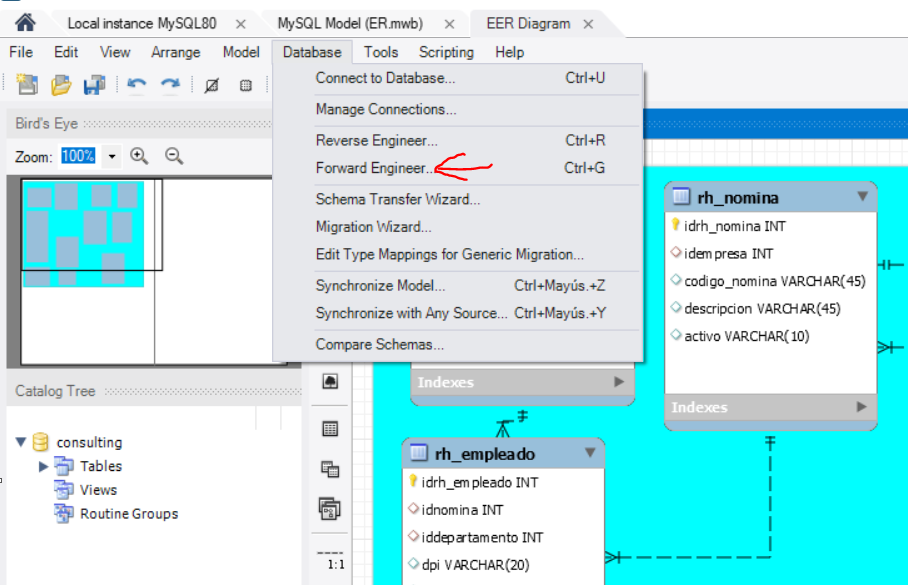 Local instance MySQL80
MySQL Model (ER.mwb)
EER Diagram
File Edit View Arrange Model Database Tools Scripting Help
Connect to Database... Ctrl+U
Manage Connections...
Reverse Engineer... Ctrl+R
Forward Engineer... Ctrl+G
Schema Transfer Wizard...
Migration Wizard...
Edit Type Mappings for Generic Migration...
Synchronize Model... Ctrl+Mayús.+Z
Synchronize with Any Source... Ctrl+Mayús.+Y
Compare Schemas...
Bird's Eye
Zoom: 100%
Catalog Tree
consulting
Tables
Views
Routine Groups
1:1
Indexes
rh_empleado
idrh_empleado INT
idnomina INT
iddepartamento INT
dpi VARCHAR(20)
rh_nomina
idrh_nomina INT
idempresa INT
codigo_nomina VARCHAR(45)
descripcion VARCHAR(45)
activo VARCHAR(10)
Indexes